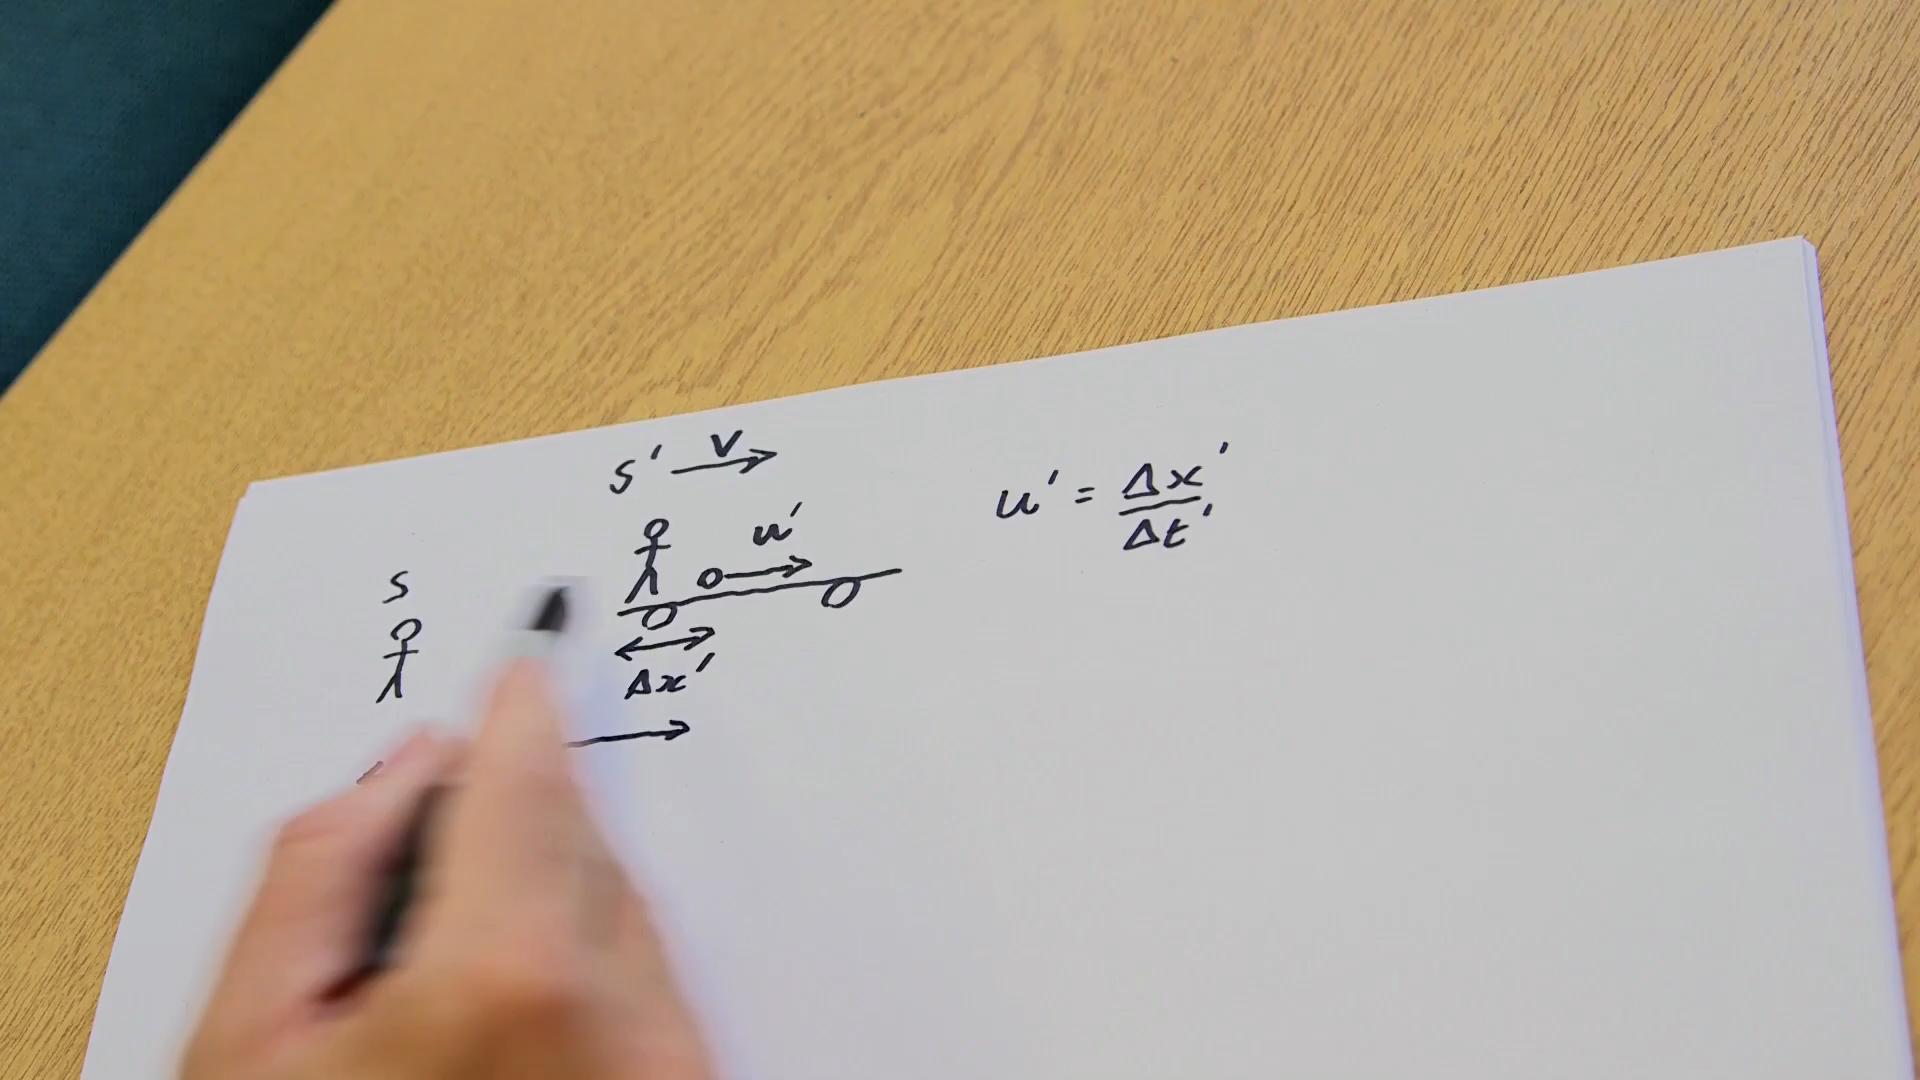 S' V
u'
S
Δx'
u' = Δx' / Δt'